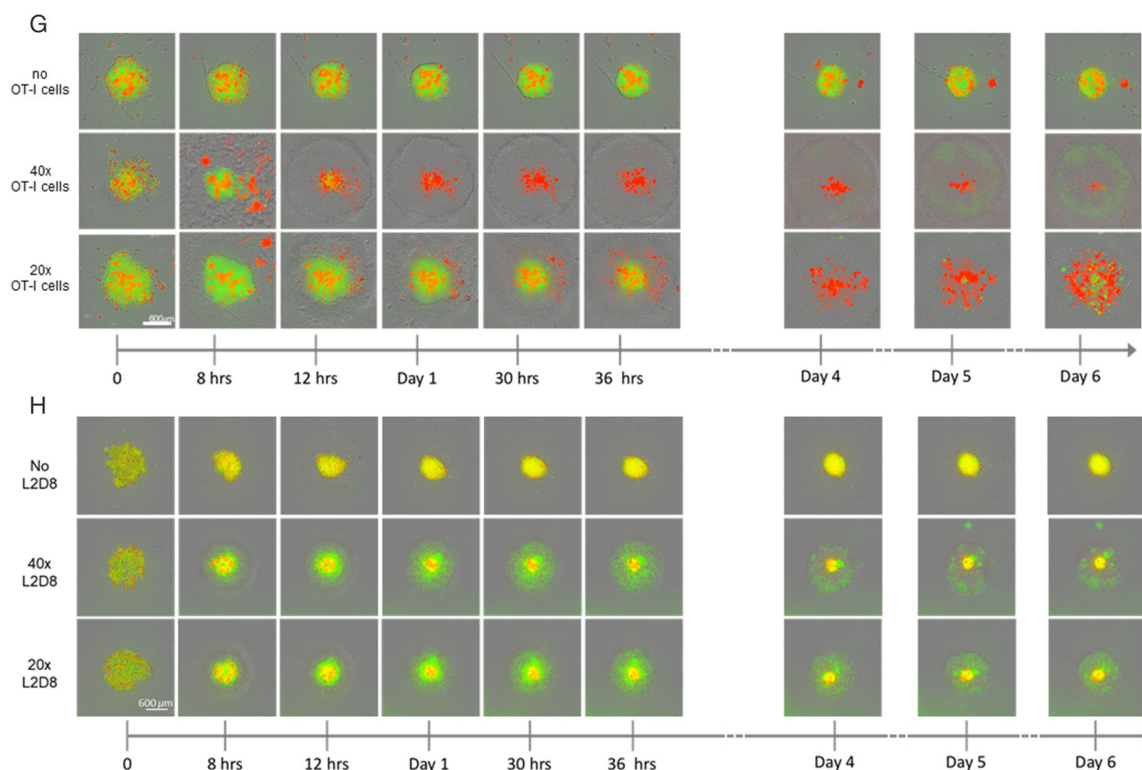 G
no
OT-I cells
40x
OT-I cells
20x
OT-I cells
600µm
0
8 hrs
12 hrs
Day 1
30 hrs
36 hrs
Day 4
Day 5
Day 6
H
No
L2D8
40x
L2D8
20x
L2D8
600 µm
0
8 hrs
12 hrs
Day 1
30 hrs
36 hrs
Day 4
Day 5
Day 6